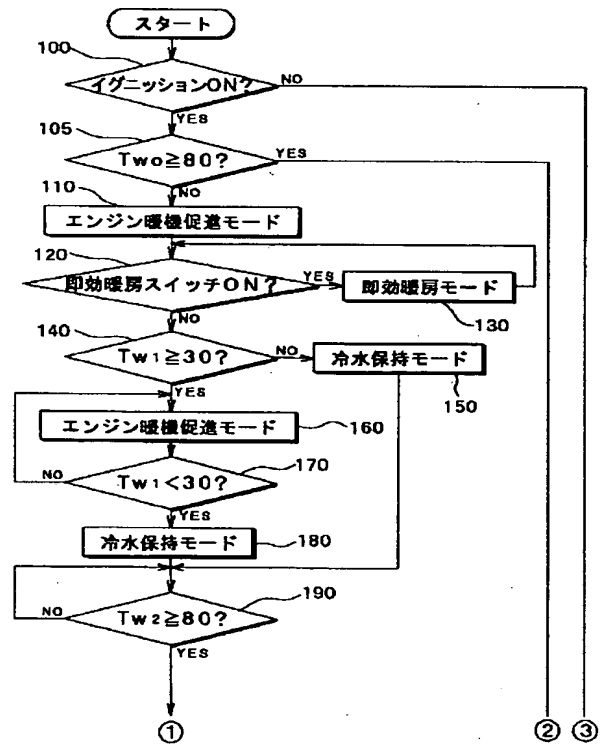 スタート
100
イグニッションON?
NO
YES
105
Two≧80?
YES
NO
110
エンジン暖機促進モード
120
即効暖房スイッチON?
YES
即効暖房モード
130
NO
140
Tw1≧30?
NO
冷水保持モード
150
YES
エンジン暖機促進モード
160
NO
Tw1<30?
170
YES
冷水保持モード
180
190
NO
Tw2≧80?
YES
①
②
③